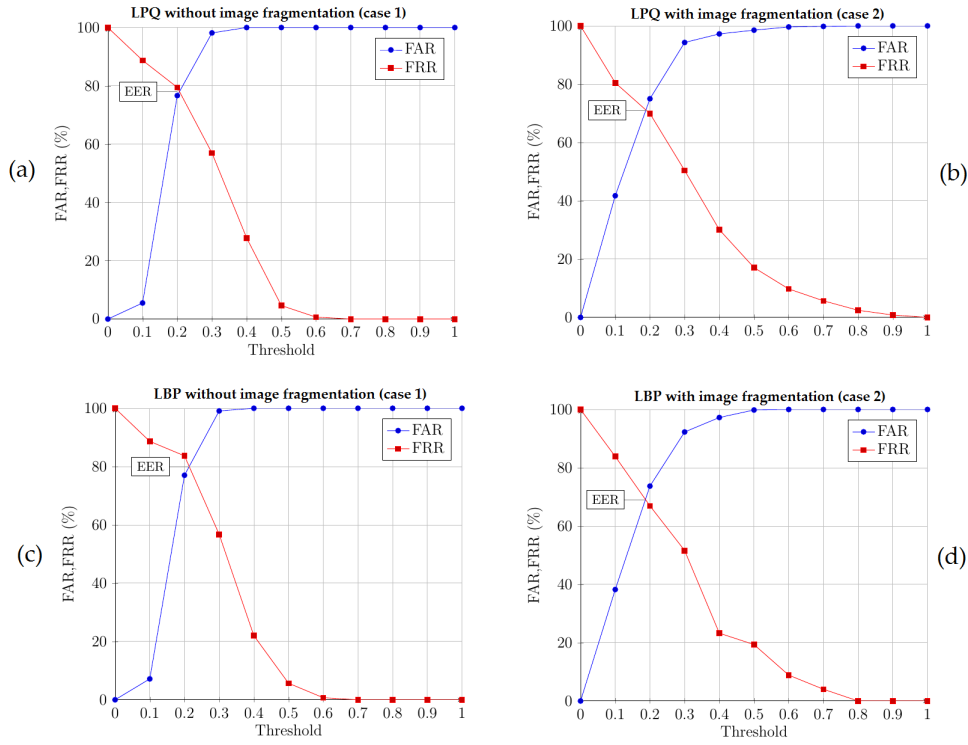 LPQ without image fragmentation (case 1)
100
80
60
40
20
0
FAR,FRR (%)
FAR
FRR
EER
0 0.1 0.2 0.3 0.4 0.5 0.6 0.7 0.8 0.9 1
Threshold
(a)
LPQ with image fragmentation (case 2)
100
80
60
40
20
0
FAR,FRR (%)
FAR
FRR
EER
0 0.1 0.2 0.3 0.4 0.5 0.6 0.7 0.8 0.9 1
(b)
LBP without image fragmentation (case 1)
100
80
60
40
20
0
FAR,FRR (%)
FAR
FRR
EER
0 0.1 0.2 0.3 0.4 0.5 0.6 0.7 0.8 0.9 1
Threshold
(c)
LBP with image fragmentation (case 2)
100
80
60
40
20
0
FAR,FRR (%)
FAR
FRR
EER
0 0.1 0.2 0.3 0.4 0.5 0.6 0.7 0.8 0.9 1
Threshold
(d)